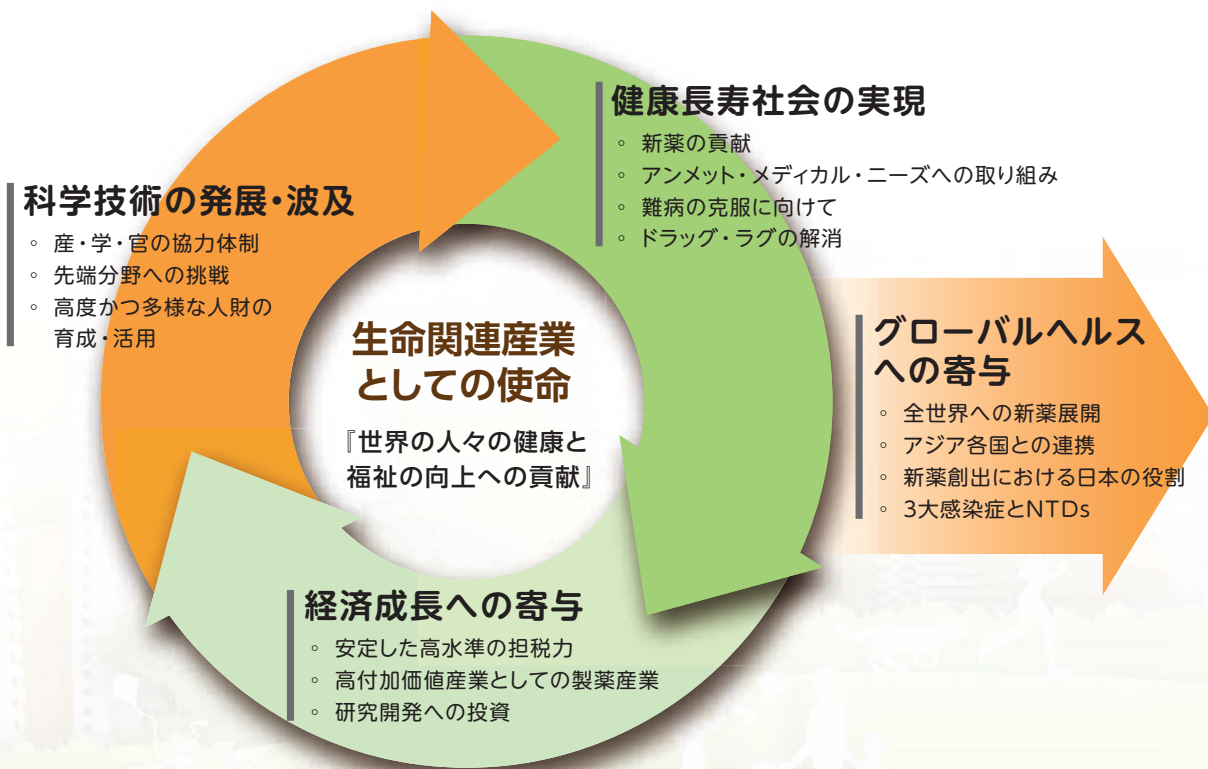 健康長寿社会の実現
◦ 新薬の貢献
◦ アンメット・メディカル・ニーズへの取り組み
◦ 難病の克服に向けて
◦ ドラッグ・ラグの解消
科学技術の発展・波及
◦ 産・学・官の協力体制
◦ 先端分野への挑戦
◦ 高度かつ多様な人財の
育成・活用
生命関連産業
としての使命
『世界の人々の健康と
福祉の向上への貢献』
グローバルヘルス
への寄与
◦ 全世界への新薬展開
◦ アジア各国との連携
◦ 新薬創出における日本の役割
◦ 3大感染症とNTDs
経済成長への寄与
◦ 安定した高水準の担税力
◦ 高付加価値産業としての製薬産業
◦ 研究開発への投資